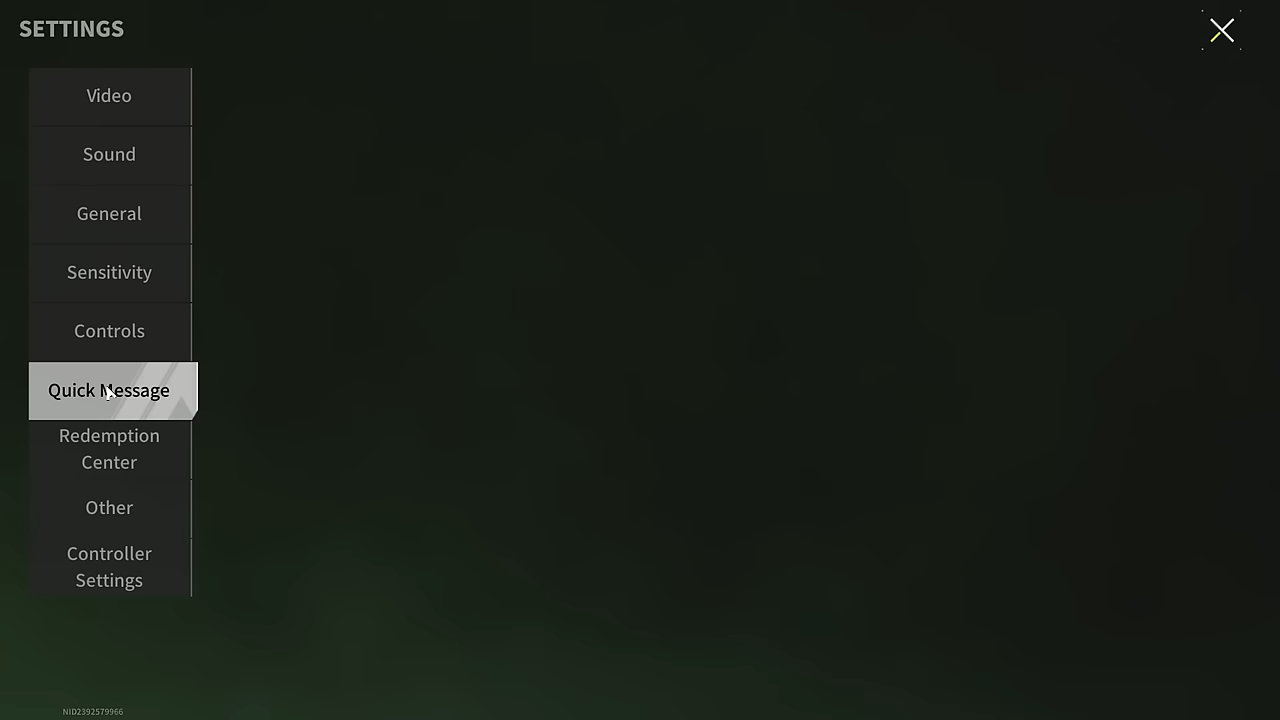 SETTINGS
Video
Sound
General
Sensitivity
Controls
Quick Message
Redemption
Center
Other
Controller
Settings
NID2392579966